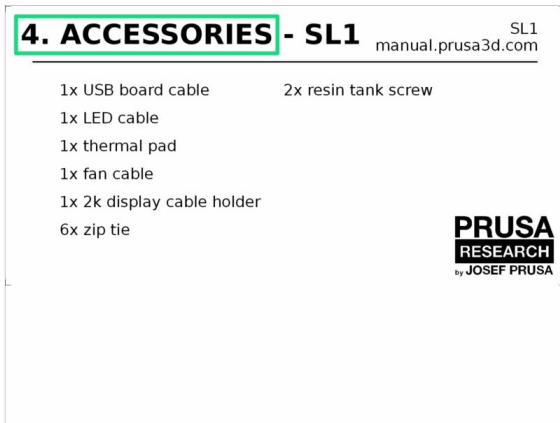 4. ACCESSORIES - SL1
SL1
manual.prusa3d.com
1x USB board cable
1x LED cable
1x thermal pad
1x fan cable
1x 2k display cable holder
6x zip tie
2x resin tank screw
PRUSA
RESEARCH
by JOSEF PRUSA